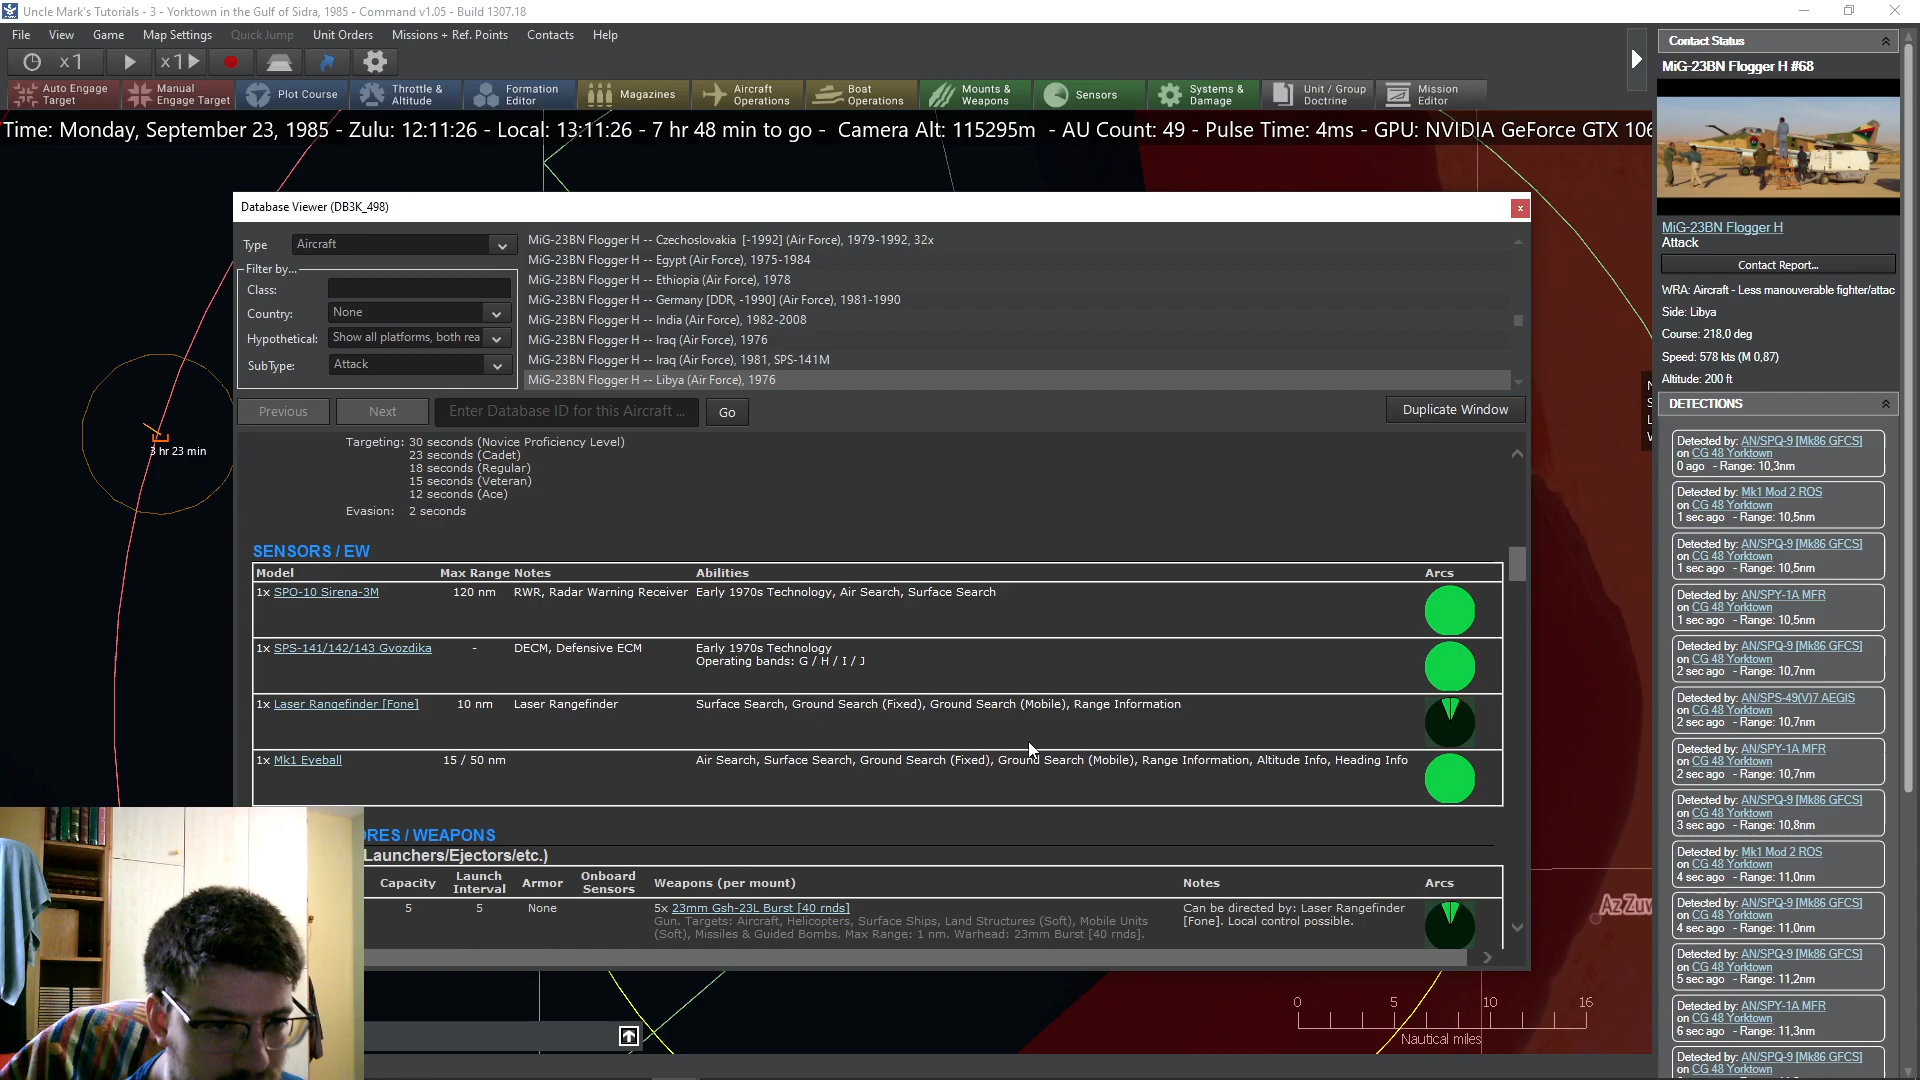 Uncle Mark's Tutorials - 3 - Yorktown in the Gulf of Sidra, 1985 - Command v1.05 - Build 1307.18
File View Game Map Settings Quick Jump Unit Orders Missions + Ref. Points Contacts Help
x 1
x1
Auto Engage Target
Manual Engage Target
Plot Course
Throttle & Altitude
Formation Editor
Magazines
Aircraft Operations
Boat Operations
Mounts & Weapons
Sensors
Systems & Damage
Unit / Group Doctrine
Mission Editor
Time: Monday, September 23, 1985 - Zulu: 12:11:26 - Local: 13:11:26 - 7 hr 48 min to go - Camera Alt: 115295m - AU Count: 49 - Pulse Time: 4ms - GPU: NVIDIA GeForce GTX 106
3 hr 23 min
Database Viewer (DB3K_498)
x
Type Aircraft
Filter by...
Class:
Country: None
Hypothetical: Show all platforms, both rea
SubType: Attack
MiG-23BN Flogger H -- Czechoslovakia [-1992] (Air Force), 1979-1992, 32x
MiG-23BN Flogger H -- Egypt (Air Force), 1975-1984
MiG-23BN Flogger H -- Ethiopia (Air Force), 1978
MiG-23BN Flogger H -- Germany [DDR, -1990] (Air Force), 1981-1990
MiG-23BN Flogger H -- India (Air Force), 1982-2008
MiG-23BN Flogger H -- Iraq (Air Force), 1976
MiG-23BN Flogger H -- Iraq (Air Force), 1981, SPS-141M
MiG-23BN Flogger H -- Libya (Air Force), 1976
Previous Next Enter Database ID for this Aircraft ... Go Duplicate Window
Targeting: 30 seconds (Novice Proficiency Level)
23 seconds (Cadet)
18 seconds (Regular)
15 seconds (Veteran)
12 seconds (Ace)
Evasion: 2 seconds
SENSORS / EW
Model Max Range Notes Abilities Arcs
1x SPO-10 Sirena-3M 120 nm RWR, Radar Warning Receiver Early 1970s Technology, Air Search, Surface Search
1x SPS-141/142/143 Gvozdika - DECM, Defensive ECM Early 1970s Technology
Operating bands: G / H / I / J
1x Laser Rangefinder [Fone] 10 nm Laser Rangefinder Surface Search, Ground Search (Fixed), Ground Search (Mobile), Range Information
1x Mk1 Eyeball 15 / 50 nm Air Search, Surface Search, Ground Search (Fixed), Ground Search (Mobile), Range Information, Altitude Info, Heading Info
RES / WEAPONS
Launchers/Ejectors/etc.)
Capacity Launch Interval Armor Onboard Sensors Weapons (per mount) Notes Arcs
5 5 None 5x 23mm Gsh-23L Burst [40 rnds] Can be directed by: Laser Rangefinder
Gun. Targets: Aircraft, Helicopters, Surface Ships, Land Structures (Soft), Mobile Units [Fone]. Local control possible.
(Soft), Missiles & Guided Bombs. Max Range: 1 nm. Warhead: 23mm Burst [40 rnds].
Az Zuw
0 5 10 16
Nautical miles
Contact Status
MiG-23BN Flogger H #68
MiG-23BN Flogger H
Attack
Contact Report...
WRA: Aircraft - Less manouverable fighter/attac
Side: Libya
Course: 218,0 deg
Speed: 578 kts (M 0,87)
Altitude: 200 ft
DETECTIONS
Detected by: AN/SPQ-9 [Mk86 GFCS]
on CG 48 Yorktown
0 ago - Range: 10,3nm
Detected by: Mk1 Mod 2 ROS
on CG 48 Yorktown
1 sec ago - Range: 10,5nm
Detected by: AN/SPQ-9 [Mk86 GFCS]
on CG 48 Yorktown
1 sec ago - Range: 10,5nm
Detected by: AN/SPY-1A MFR
on CG 48 Yorktown
1 sec ago - Range: 10,5nm
Detected by: AN/SPQ-9 [Mk86 GFCS]
on CG 48 Yorktown
2 sec ago - Range: 10,7nm
Detected by: AN/SPS-49(V)7 AEGIS
on CG 48 Yorktown
2 sec ago - Range: 10,7nm
Detected by: AN/SPY-1A MFR
on CG 48 Yorktown
2 sec ago - Range: 10,7nm
Detected by: AN/SPQ-9 [Mk86 GFCS]
on CG 48 Yorktown
3 sec ago - Range: 10,8nm
Detected by: Mk1 Mod 2 ROS
on CG 48 Yorktown
4 sec ago - Range: 11,0nm
Detected by: AN/SPQ-9 [Mk86 GFCS]
on CG 48 Yorktown
4 sec ago - Range: 11,0nm
Detected by: AN/SPQ-9 [Mk86 GFCS]
on CG 48 Yorktown
5 sec ago - Range: 11,2nm
Detected by: AN/SPY-1A MFR
on CG 48 Yorktown
6 sec ago - Range: 11,3nm
Detected by: AN/SPQ-9 [Mk86 GFCS]
on CG 48 Yorktown